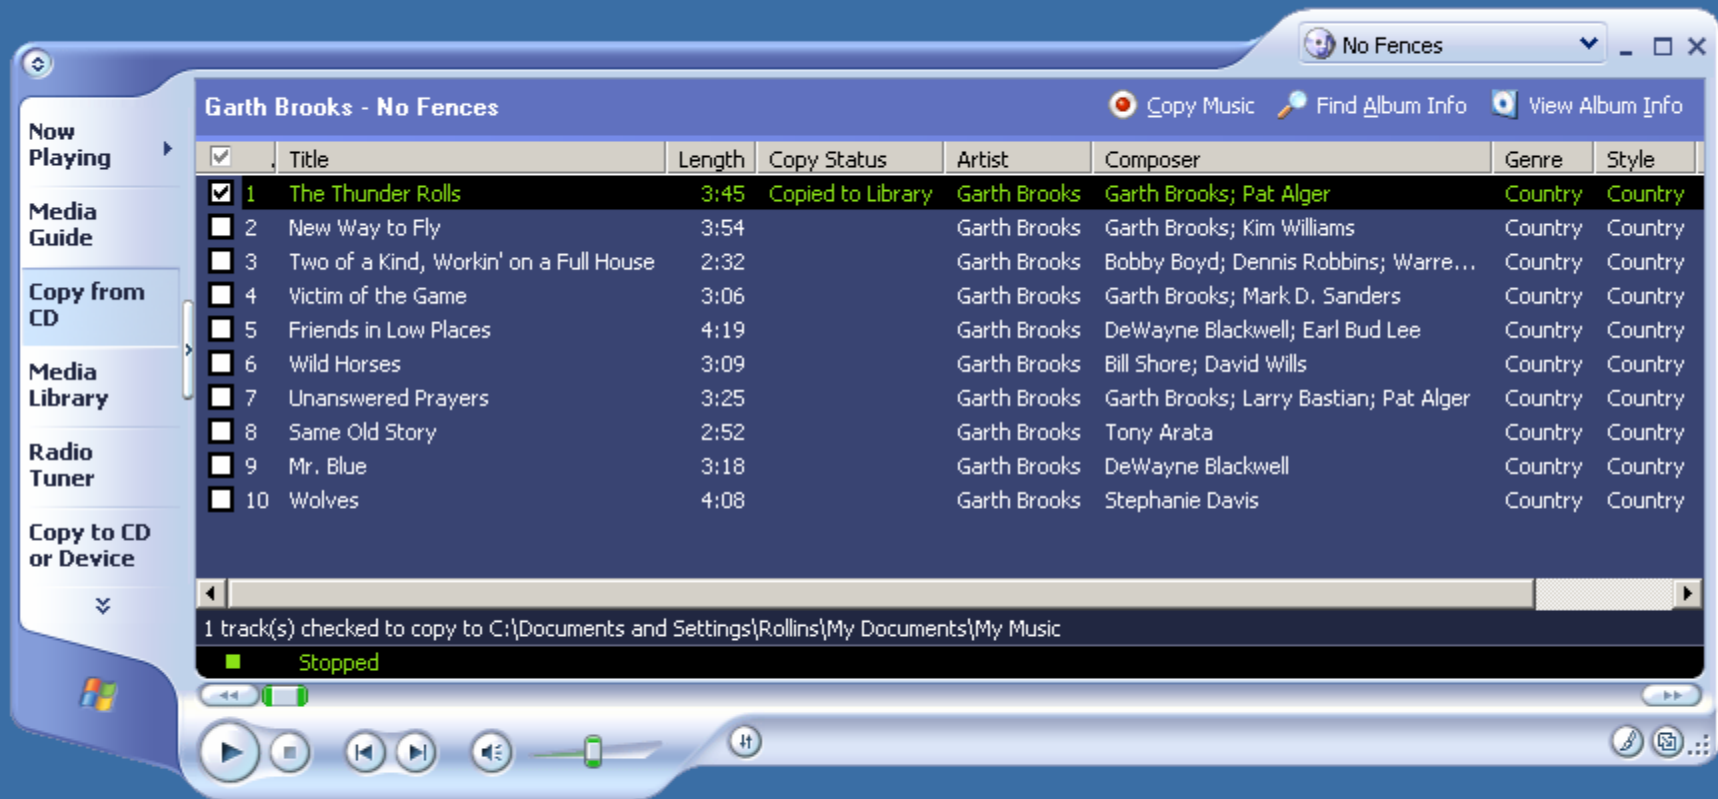 No Fences
Garth Brooks - No Fences Copy Music Find Album Info View Album Info
Now
Playing
Media
Guide
Copy from
CD
Media
Library
Radio
Tuner
Copy to CD
or Device
. Title Length Copy Status Artist Composer Genre Style
1 The Thunder Rolls 3:45 Copied to Library Garth Brooks Garth Brooks; Pat Alger Country Country
2 New Way to Fly 3:54 Garth Brooks Garth Brooks; Kim Williams Country Country
3 Two of a Kind, Workin' on a Full House 2:32 Garth Brooks Bobby Boyd; Dennis Robbins; Warre... Country Country
4 Victim of the Game 3:06 Garth Brooks Garth Brooks; Mark D. Sanders Country Country
5 Friends in Low Places 4:19 Garth Brooks DeWayne Blackwell; Earl Bud Lee Country Country
6 Wild Horses 3:09 Garth Brooks Bill Shore; David Wills Country Country
7 Unanswered Prayers 3:25 Garth Brooks Garth Brooks; Larry Bastian; Pat Alger Country Country
8 Same Old Story 2:52 Garth Brooks Tony Arata Country Country
9 Mr. Blue 3:18 Garth Brooks DeWayne Blackwell Country Country
10 Wolves 4:08 Garth Brooks Stephanie Davis Country Country
1 track(s) checked to copy to C:\Documents and Settings\Rollins\My Documents\My Music
Stopped